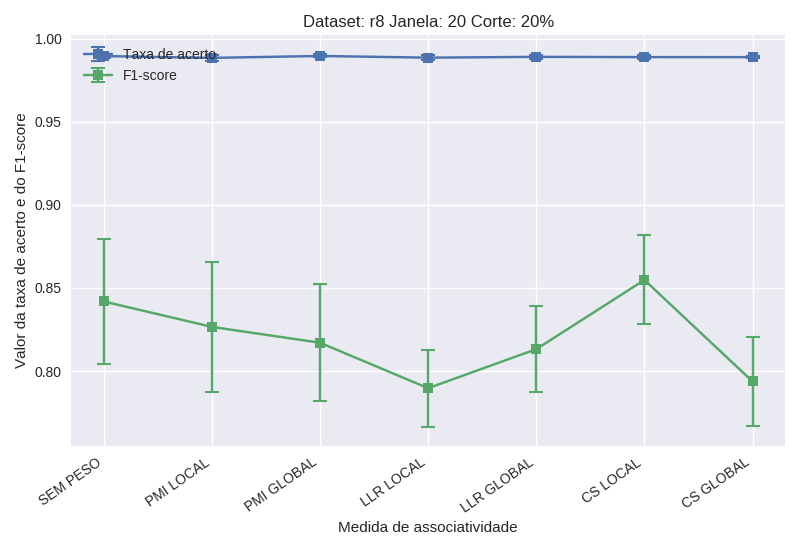 Dataset: r8 Janela: 20 Corte: 20%
Taxa de acerto
F1-score
Valor da taxa de acerto e do F1-score
1.00
0.95
0.90
0.85
0.80
SEM PESO
PMI LOCAL
PMI GLOBAL
LLR LOCAL
LLR GLOBAL
CS LOCAL
CS GLOBAL
Medida de associatividade